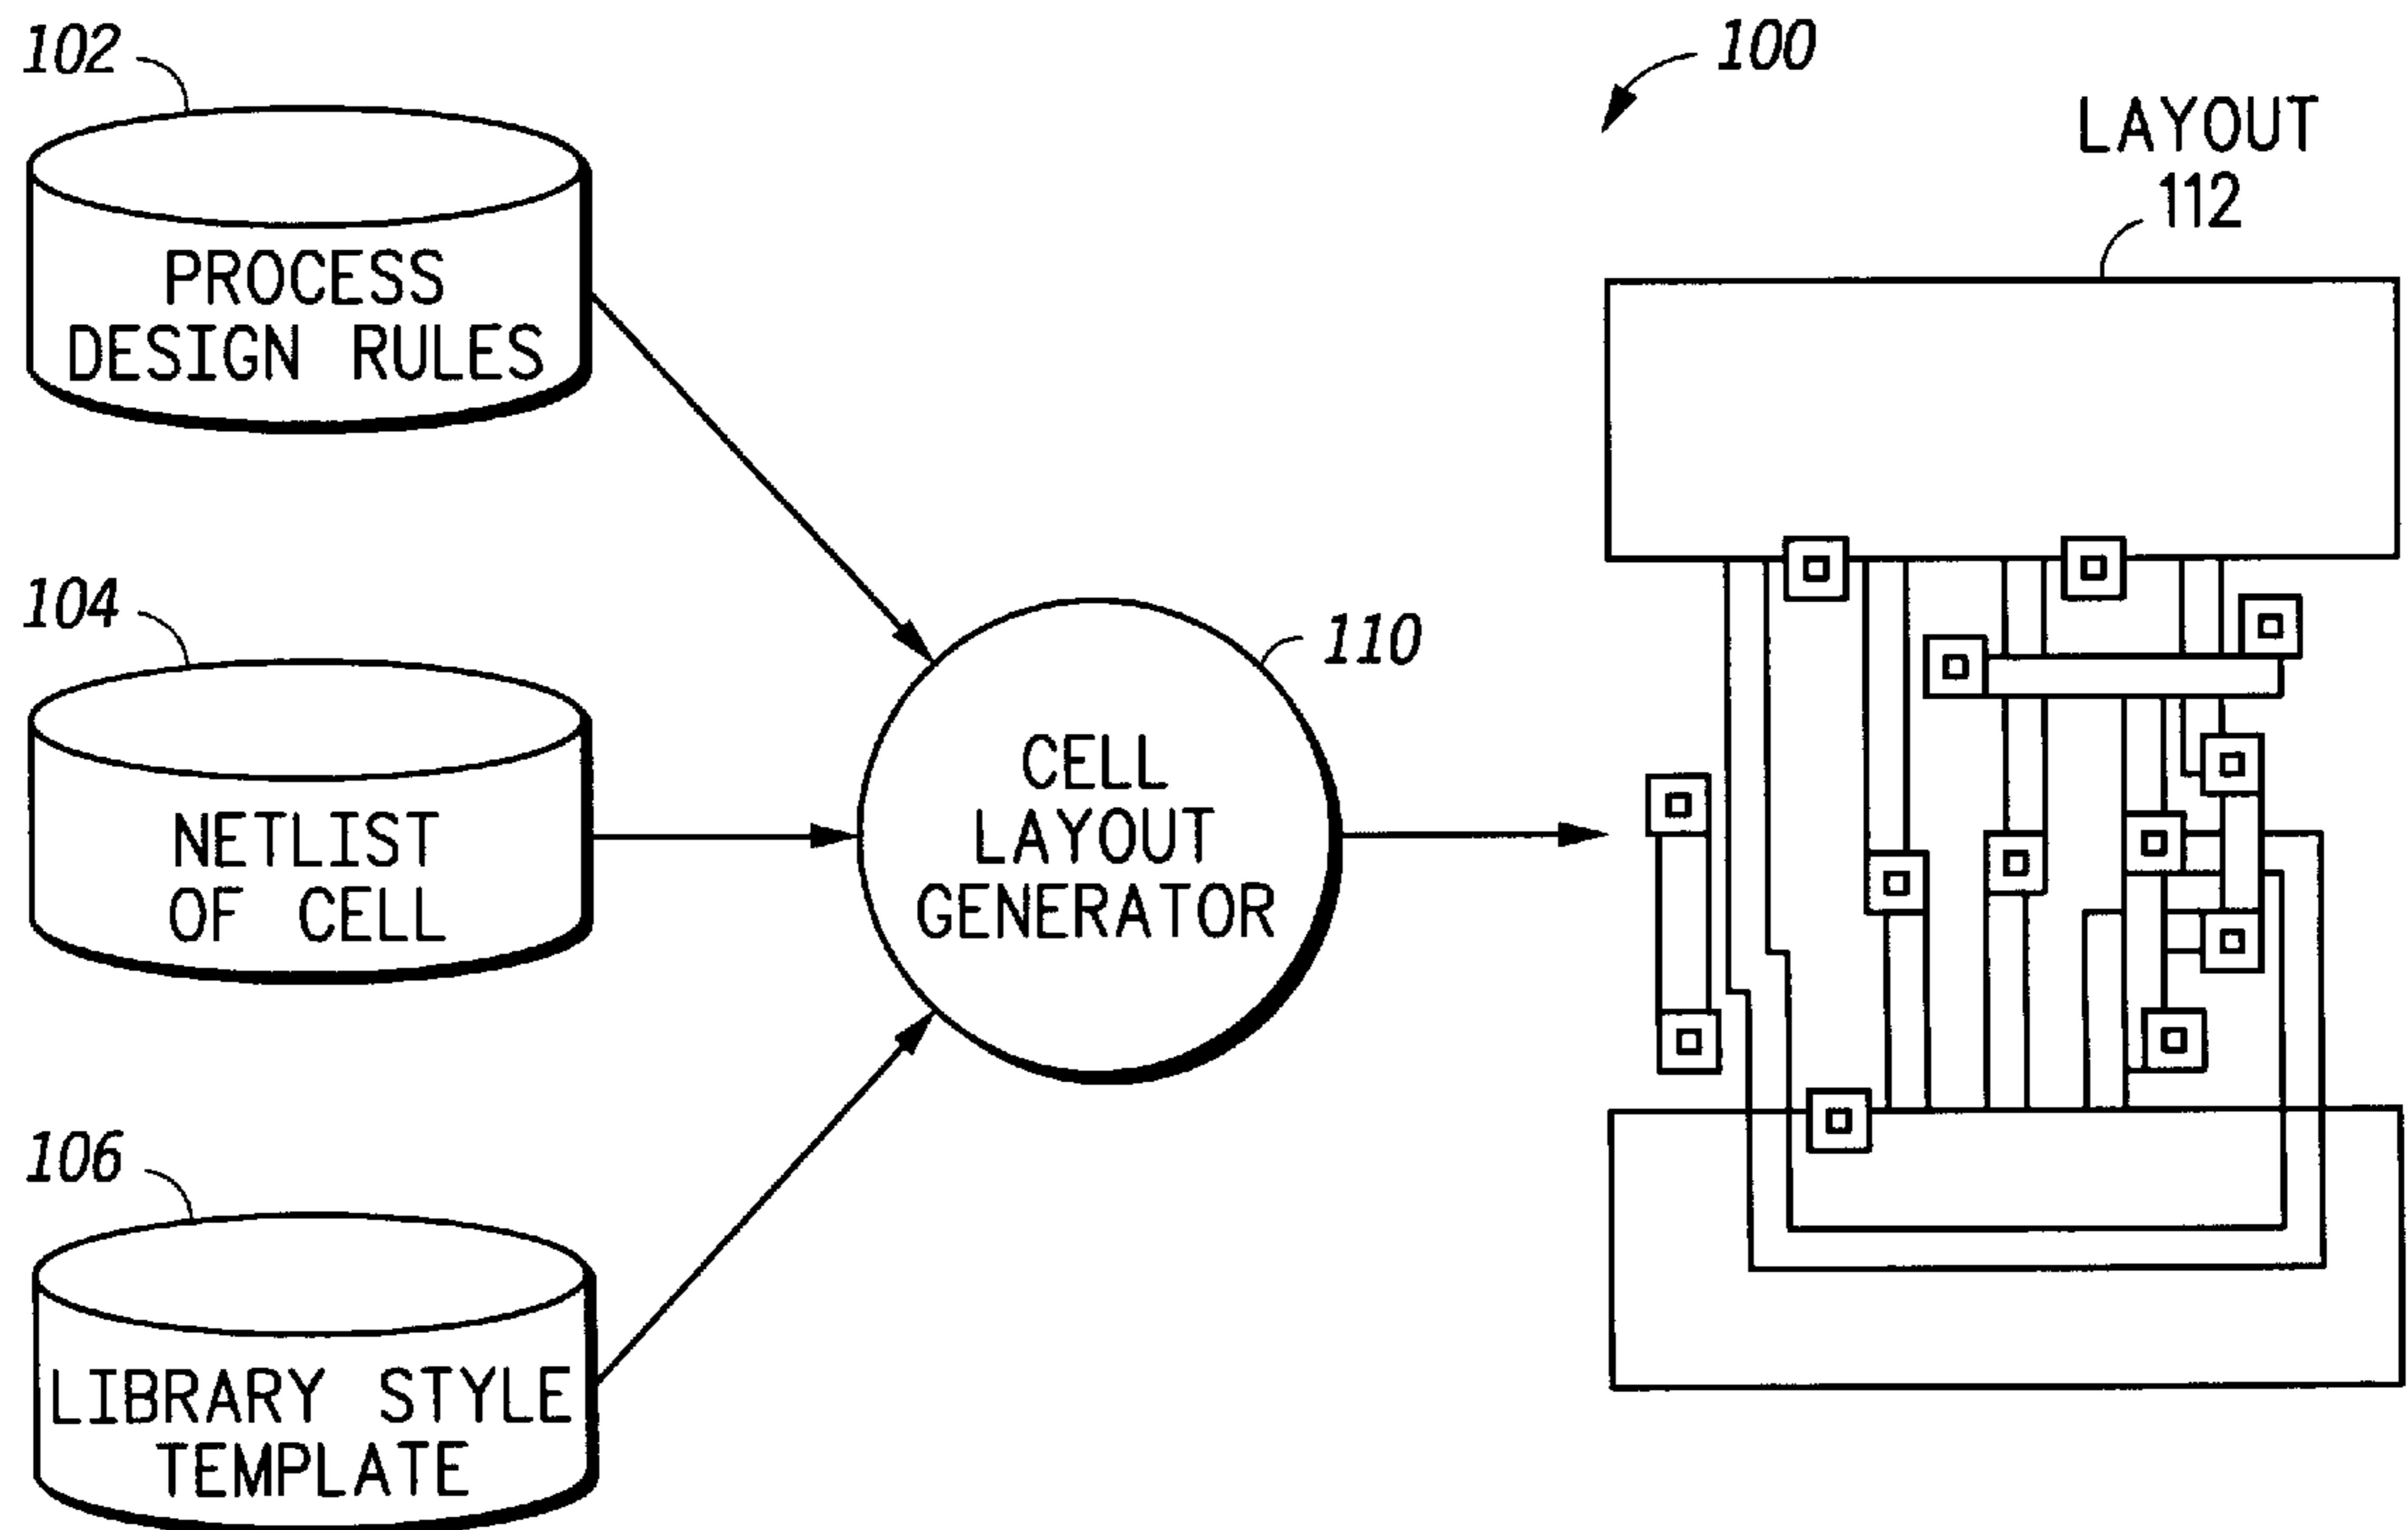 102
PROCESS
DESIGN RULES
104
NETLIST
OF CELL
106
LIBRARY STYLE
TEMPLATE
110
CELL
LAYOUT
GENERATOR
100
LAYOUT
112